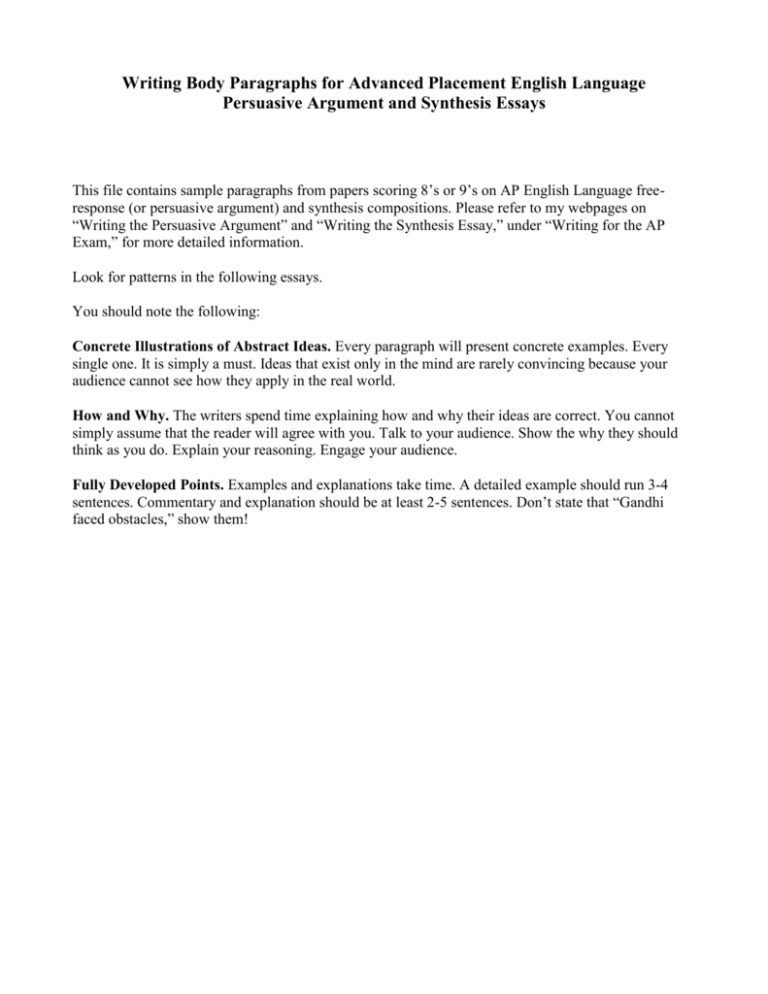 Writing Body Paragraphs for Advanced Placement English Language
Persuasive Argument and Synthesis Essays
This file contains sample paragraphs from papers scoring 8’s or 9’s on AP English Language free-
response (or persuasive argument) and synthesis compositions. Please refer to my webpages on
“Writing the Persuasive Argument” and “Writing the Synthesis Essay,” under “Writing for the AP
Exam,” for more detailed information.
Look for patterns in the following essays.
You should note the following:
Concrete Illustrations of Abstract Ideas. Every paragraph will present concrete examples. Every
single one. It is simply a must. Ideas that exist only in the mind are rarely convincing because your
audience cannot see how they apply in the real world.
How and Why. The writers spend time explaining how and why their ideas are correct. You cannot
simply assume that the reader will agree with you. Talk to your audience. Show the why they should
think as you do. Explain your reasoning. Engage your audience.
Fully Developed Points. Examples and explanations take time. A detailed example should run 3-4
sentences. Commentary and explanation should be at least 2-5 sentences. Don’t state that “Gandhi
faced obstacles,” show them!